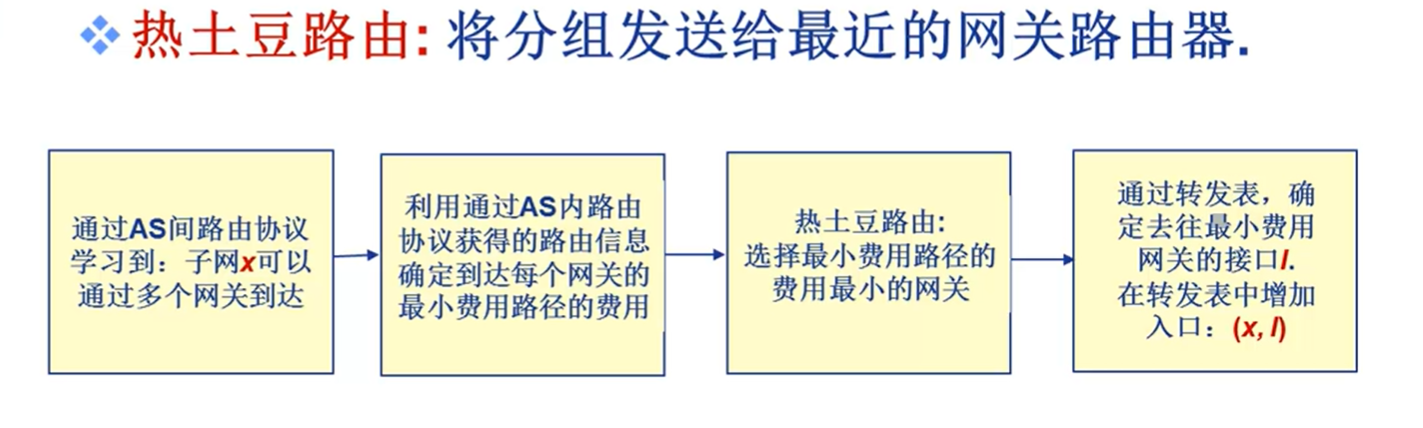 热土豆路由: 将分组发送给最近的网关路由器.
通过AS间路由协议
学习到：子网x可以
通过多个网关到达
利用通过AS内路由
协议获得的路由信息
确定到达每个网关的
最小费用路径的费用
热土豆路由:
选择最小费用路径的
费用最小的网关
通过转发表，确
定去往最小费用
网关的接口I.
在转发表中增加
入口：(x, I)